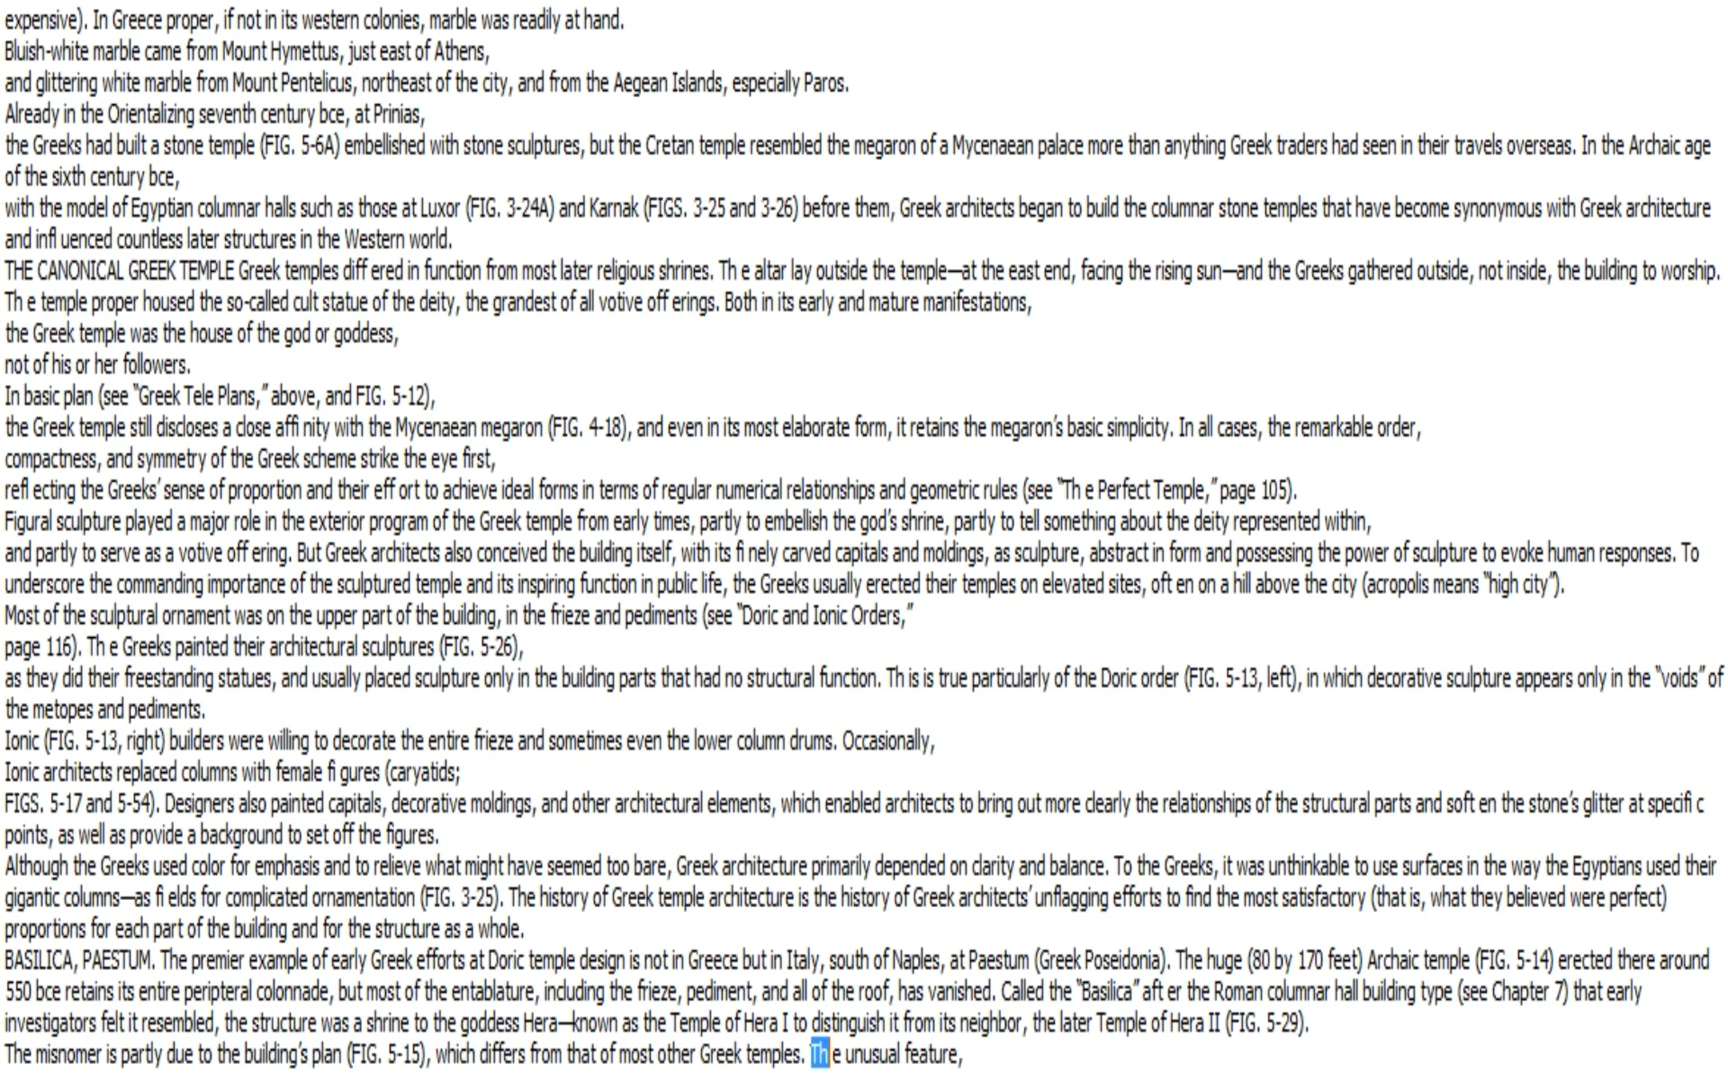 expensive). In Greece proper, if not in its western colonies, marble was readily at hand.
Bluish-white marble came from Mount Hymettus, just east of Athens,
and glittering white marble from Mount Pentelicus, northeast of the city, and from the Aegean Islands, especially Paros.
Already in the Orientalizing seventh century bce, at Prinias,
the Greeks had built a stone temple (FIG. 5-6A) embellished with stone sculptures, but the Cretan temple resembled the megaron of a Mycenaean palace more than anything Greek traders had seen in their travels overseas. In the Archaic age
of the sixth century bce,
with the model of Egyptian columnar halls such as those at Luxor (FIG. 3-24A) and Karnak (FIGS. 3-25 and 3-26) before them, Greek architects began to build the columnar stone temples that have become synonymous with Greek architecture
and infl uenced countless later structures in the Western world.
THE CANONICAL GREEK TEMPLE Greek temples diff ered in function from most later religious shrines. Th e altar lay outside the temple—at the east end, facing the rising sun—and the Greeks gathered outside, not inside, the building to worship.
Th e temple proper housed the so-called cult statue of the deity, the grandest of all votive off erings. Both in its early and mature manifestations,
the Greek temple was the house of the god or goddess,
not of his or her followers.
In basic plan (see “Greek Tele Plans,” above, and FIG. 5-12),
the Greek temple still discloses a close affi nity with the Mycenaean megaron (FIG. 4-18), and even in its most elaborate form, it retains the megaron’s basic simplicity. In all cases, the remarkable order,
compactness, and symmetry of the Greek scheme strike the eye first,
refl ecting the Greeks’ sense of proportion and their eff ort to achieve ideal forms in terms of regular numerical relationships and geometric rules (see “Th e Perfect Temple,” page 105).
Figural sculpture played a major role in the exterior program of the Greek temple from early times, partly to embellish the god’s shrine, partly to tell something about the deity represented within,
and partly to serve as a votive off ering. But Greek architects also conceived the building itself, with its fi nely carved capitals and moldings, as sculpture, abstract in form and possessing the power of sculpture to evoke human responses. To
underscore the commanding importance of the sculptured temple and its inspiring function in public life, the Greeks usually erected their temples on elevated sites, oft en on a hill above the city (acropolis means “high city”).
Most of the sculptural ornament was on the upper part of the building, in the frieze and pediments (see “Doric and Ionic Orders,”
page 116). Th e Greeks painted their architectural sculptures (FIG. 5-26),
as they did their freestanding statues, and usually placed sculpture only in the building parts that had no structural function. Th is is true particularly of the Doric order (FIG. 5-13, left), in which decorative sculpture appears only in the “voids” of
the metopes and pediments.
Ionic (FIG. 5-13, right) builders were willing to decorate the entire frieze and sometimes even the lower column drums. Occasionally,
Ionic architects replaced columns with female fi gures (caryatids;
FIGS. 5-17 and 5-54). Designers also painted capitals, decorative moldings, and other architectural elements, which enabled architects to bring out more clearly the relationships of the structural parts and soft en the stone’s glitter at specifi c
points, as well as provide a background to set off the figures.
Although the Greeks used color for emphasis and to relieve what might have seemed too bare, Greek architecture primarily depended on clarity and balance. To the Greeks, it was unthinkable to use surfaces in the way the Egyptians used their
gigantic columns—as fi elds for complicated ornamentation (FIG. 3-25). The history of Greek temple architecture is the history of Greek architects’ unflagging efforts to find the most satisfactory (that is, what they believed were perfect)
proportions for each part of the building and for the structure as a whole.
BASILICA, PAESTUM. The premier example of early Greek efforts at Doric temple design is not in Greece but in Italy, south of Naples, at Paestum (Greek Poseidonia). The huge (80 by 170 feet) Archaic temple (FIG. 5-14) erected there around
550 bce retains its entire peripteral colonnade, but most of the entablature, including the frieze, pediment, and all of the roof, has vanished. Called the “Basilica” aft er the Roman columnar hall building type (see Chapter 7) that early
investigators felt it resembled, the structure was a shrine to the goddess Hera—known as the Temple of Hera I to distinguish it from its neighbor, the later Temple of Hera II (FIG. 5-29).
The misnomer is partly due to the building’s plan (FIG. 5-15), which differs from that of most other Greek temples. Th e unusual feature,